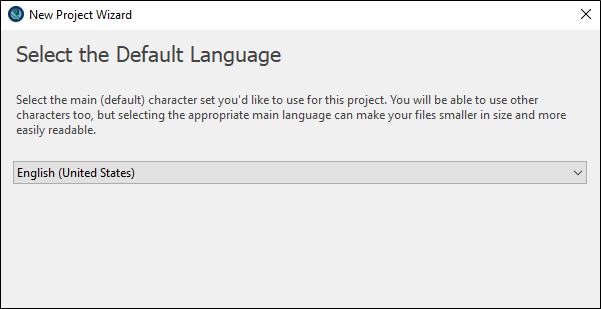 New Project Wizard
Select the Default Language
Select the main (default) character set you'd like to use for this project. You will be able to use other
characters too, but selecting the appropriate main language can make your files smaller in size and more
easily readable.
English (United States)